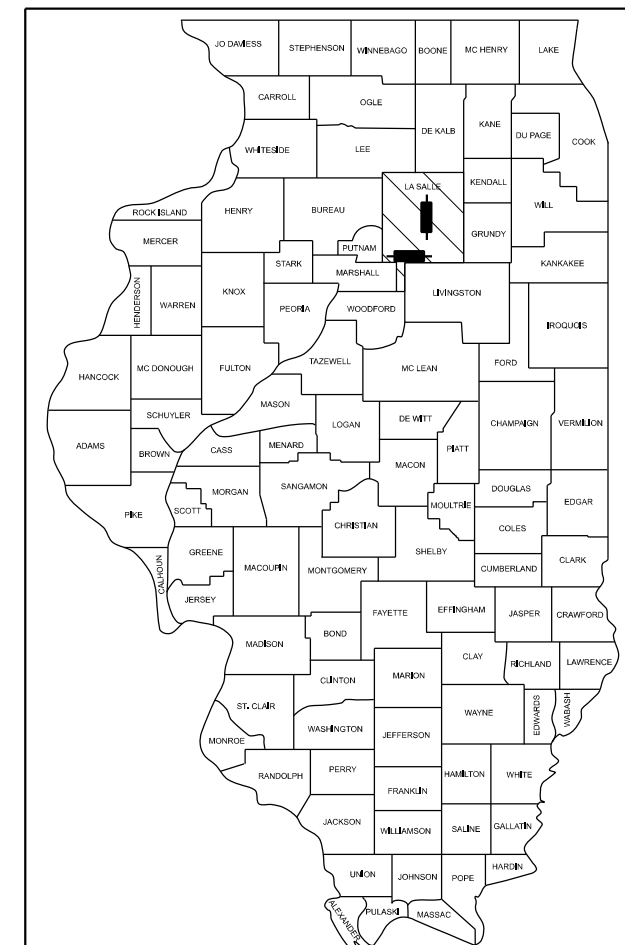 JO DAVIESS
STEPHENSON
WINNEBAGO
BOONE
MC HENRY
LAKE
CARROLL
OGLE
DE KALB
KANE
DU PAGE
COOK
WHITESIDE
LEE
LA SALLE
KENDALL
WILL
ROCK ISLAND
HENRY
BUREAU
GRUNDY
MERCER
PUTNAM
KANKAKEE
STARK
MARSHALL
HENDERSON
WARREN
KNOX
PEORIA
WOODFORD
LIVINGSTON
IROQUOIS
HANCOCK
MC DONOUGH
FULTON
TAZEWELL
MC LEAN
FORD
SCHUYLER
MASON
LOGAN
DE WITT
CHAMPAIGN
VERMILION
ADAMS
BROWN
CASS
MENARD
PIATT
MACON
MORGAN
SANGAMON
DOUGLAS
EDGAR
PIKE
SCOTT
CHRISTIAN
MOULTRIE
COLES
GREENE
SHELBY
CALHOUN
MACOUPIN
MONTGOMERY
CUMBERLAND
CLARK
JERSEY
FAYETTE
EFFINGHAM
JASPER
CRAWFORD
MADISON
BOND
CLAY
RICHLAND
LAWRENCE
CLINTON
MARION
ST. CLAIR
WAYNE
EDWARDS
WABASH
WASHINGTON
JEFFERSON
MONROE
RANDOLPH
PERRY
HAMILTON
WHITE
FRANKLIN
JACKSON
WILLIAMSON
SALINE
GALLATIN
HARDIN
UNION
JOHNSON
POPE
ALEXANDER
PULASKI
MASSAC